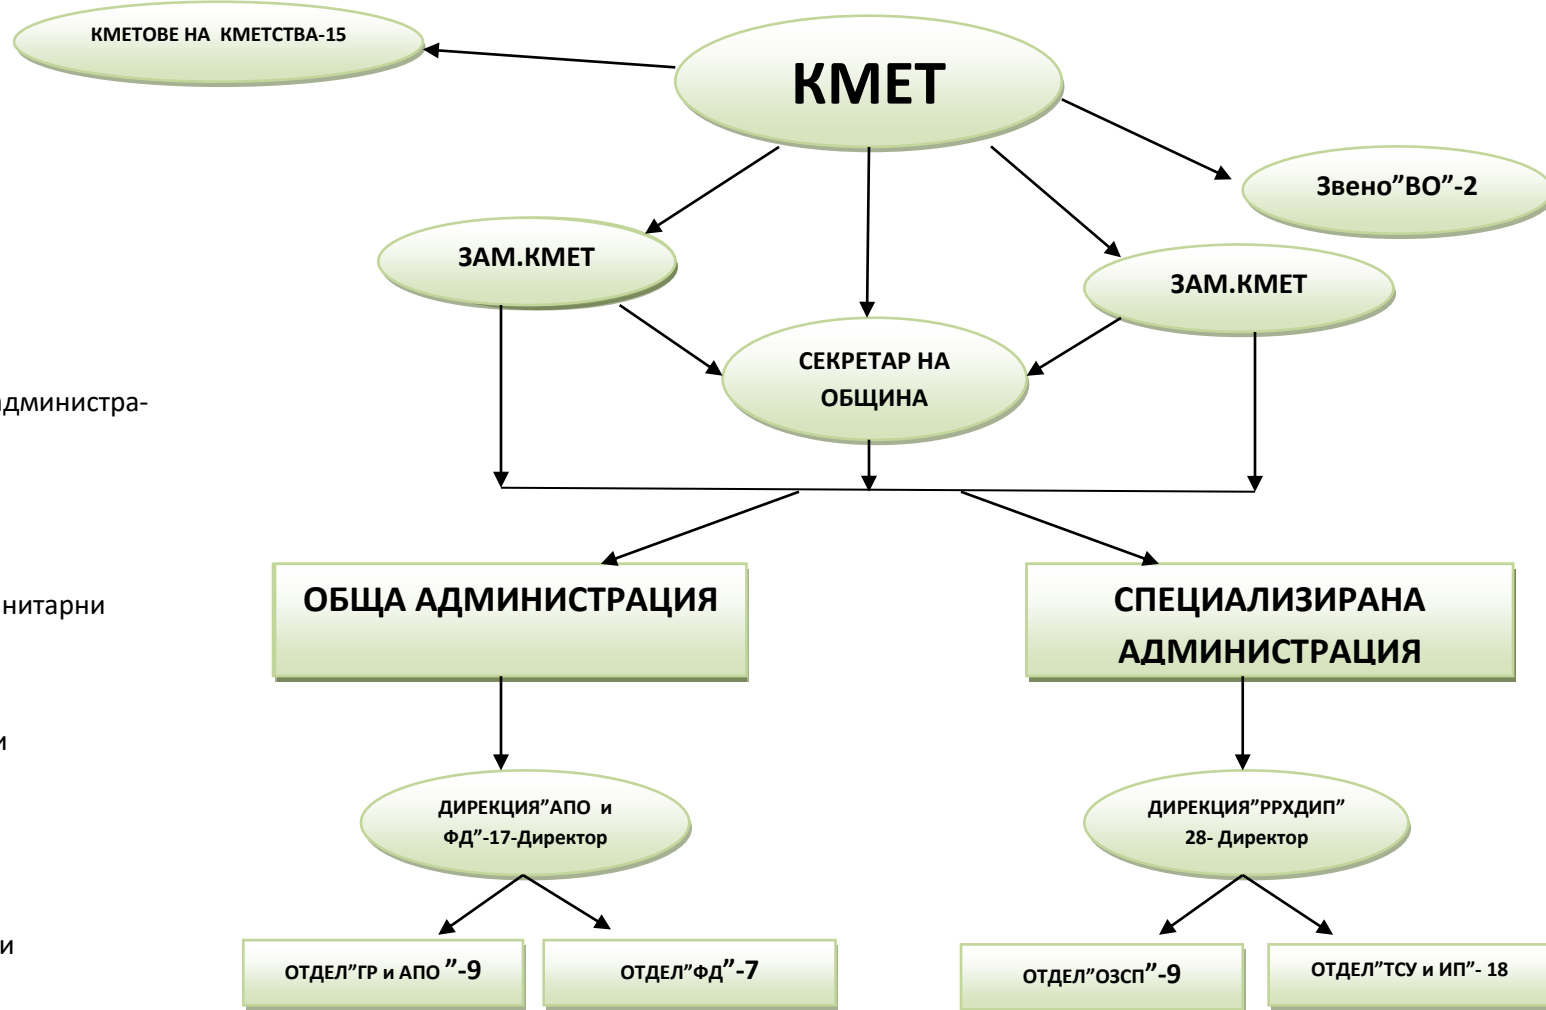 КМЕТОВЕ НА КМЕТСТВА-15
КМЕТ
Звено”ВО”-2
ЗАМ.КМЕТ
ЗАМ.КМЕТ
СЕКРЕТАР НА
ОБЩИНА
администра-
ОБЩА АДМИНИСТРАЦИЯ
СПЕЦИАЛИЗИРАНА
АДМИНИСТРАЦИЯ
нитарни
и
ДИРЕКЦИЯ”АПО и
ФД”-17-Директор
ДИРЕКЦИЯ”РРХДИП”
28- Директор
и
ОТДЕЛ”ГР и АПО ”-9
ОТДЕЛ”ФД”-7
ОТДЕЛ”ОЗСП”-9
ОТДЕЛ”ТСУ и ИП”- 18